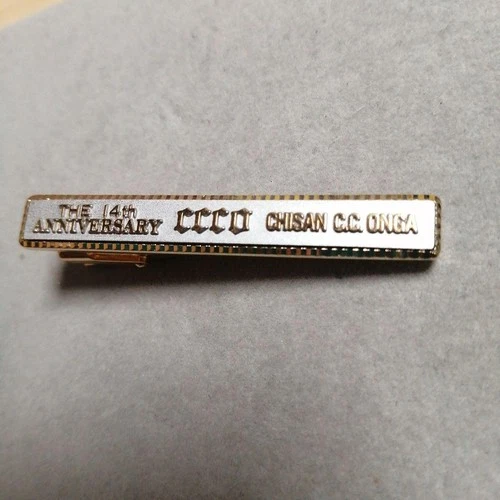 THE 14th
ANNIVERSARY
CCCO
CHISAN C.C. ONGA